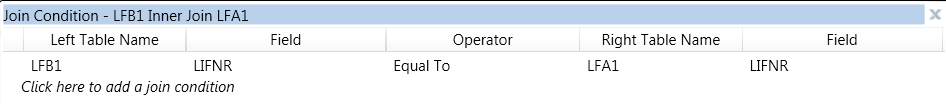 Join Condition - LFB1 Inner Join LFA1
Left Table Name Field Operator Right Table Name Field
LFB1 LIFNR Equal To LFA1 LIFNR
Click here to add a join condition